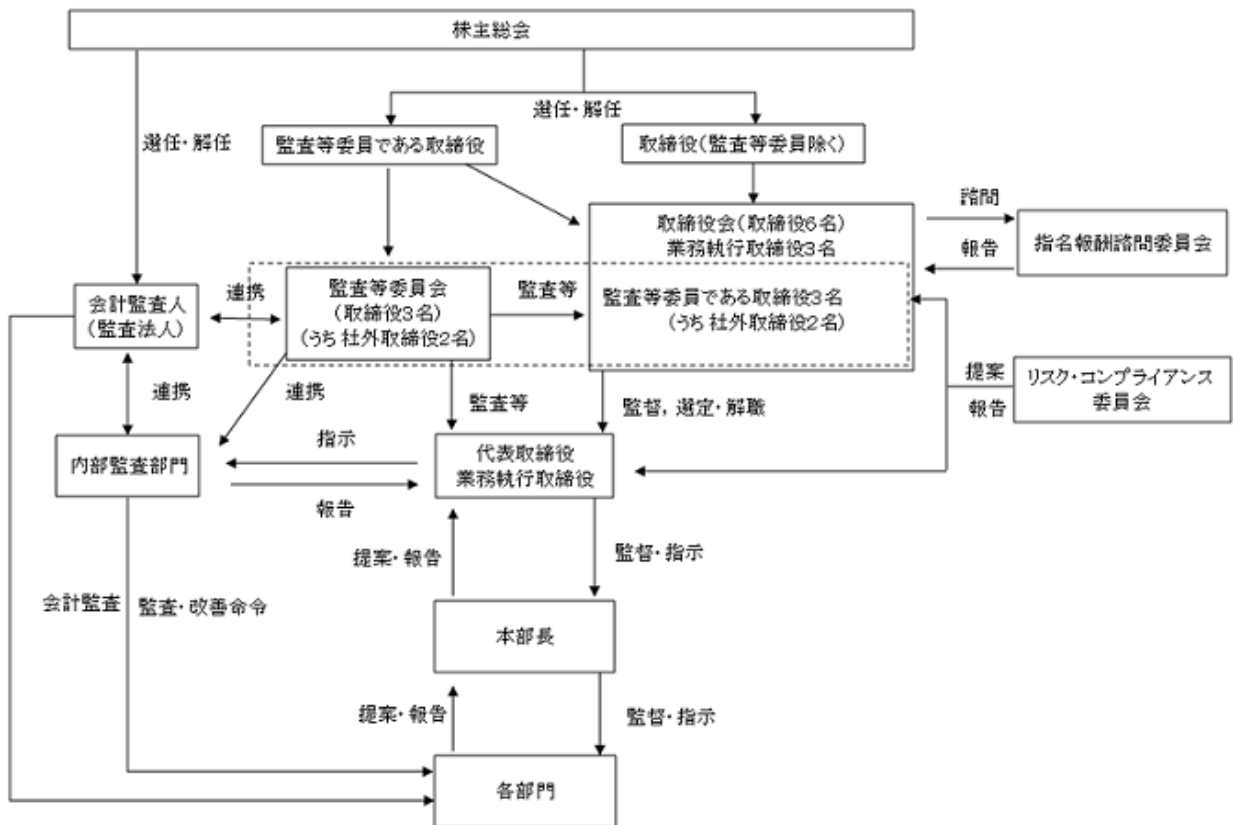 株主総会
選任・解任
選任・解任
監査等委員である取締役
取締役(監査等委員除く)
取締役会(取締役6名)
業務執行取締役3名
諮問
報告
指名報酬諮問委員会
会計監査人
(監査法人)
連携
監査等委員会
(取締役3名)
(うち社外取締役2名)
監査等
監査等委員である取締役3名
(うち社外取締役2名)
連携
連携
監査等
監督, 選定・解職
提案
報告
リスク・コンプライアンス
委員会
内部監査部門
指示
報告
代表取締役
業務執行取締役
提案・報告
監督・指示
会計監査
監査・改善命令
本部長
提案・報告
監督・指示
各部門